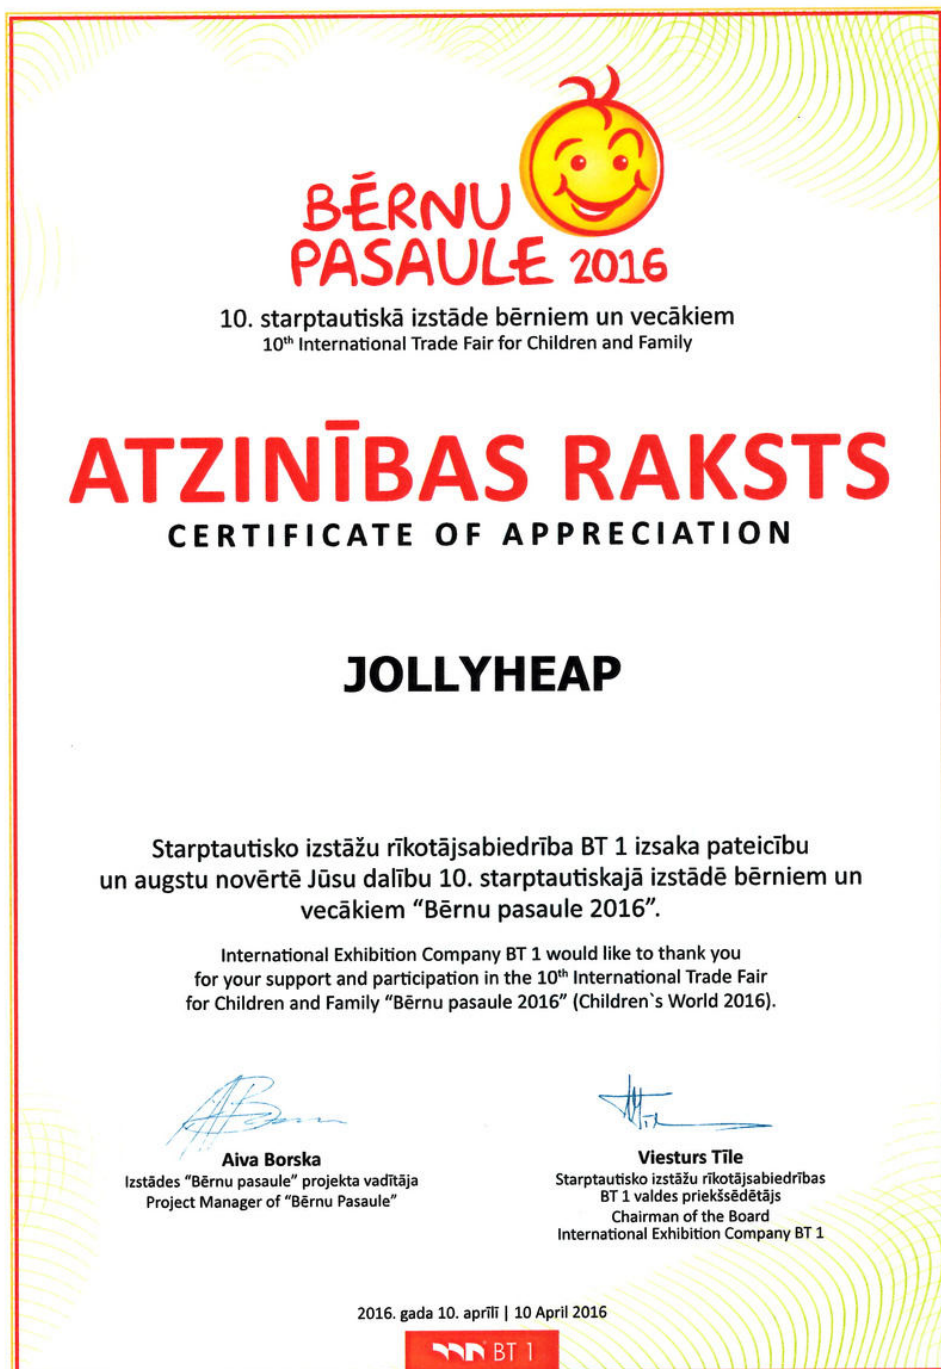 BĒRNU
PASAULE 2016
10. starptautiskā izstāde bērniem un vecākiem
10th International Trade Fair for Children and Family
ATZINĪBAS RAKSTS
CERTIFICATE OF APPRECIATION
JOLLYHEAP
Starptautisko izstāžu rīkotājsabiedrība BT 1 izsaka pateicību
un augstu novērtē Jūsu dalību 10. starptautiskajā izstādē bērniem un
vecākiem “Bērnu pasaule 2016”.
International Exhibition Company BT 1 would like to thank you
for your support and participation in the 10th International Trade Fair
for Children and Family “Bērnu pasaule 2016” (Children`s World 2016).
Aiva Borska
Izstādes “Bērnu pasaule” projekta vadītāja
Project Manager of “Bērnu Pasaule”
Viesturs Tīle
Starptautisko izstāžu rīkotājsabiedrības
BT 1 valdes priekšsēdētājs
Chairman of the Board
International Exhibition Company BT 1
2016. gada 10. aprīlī | 10 April 2016
BT 1